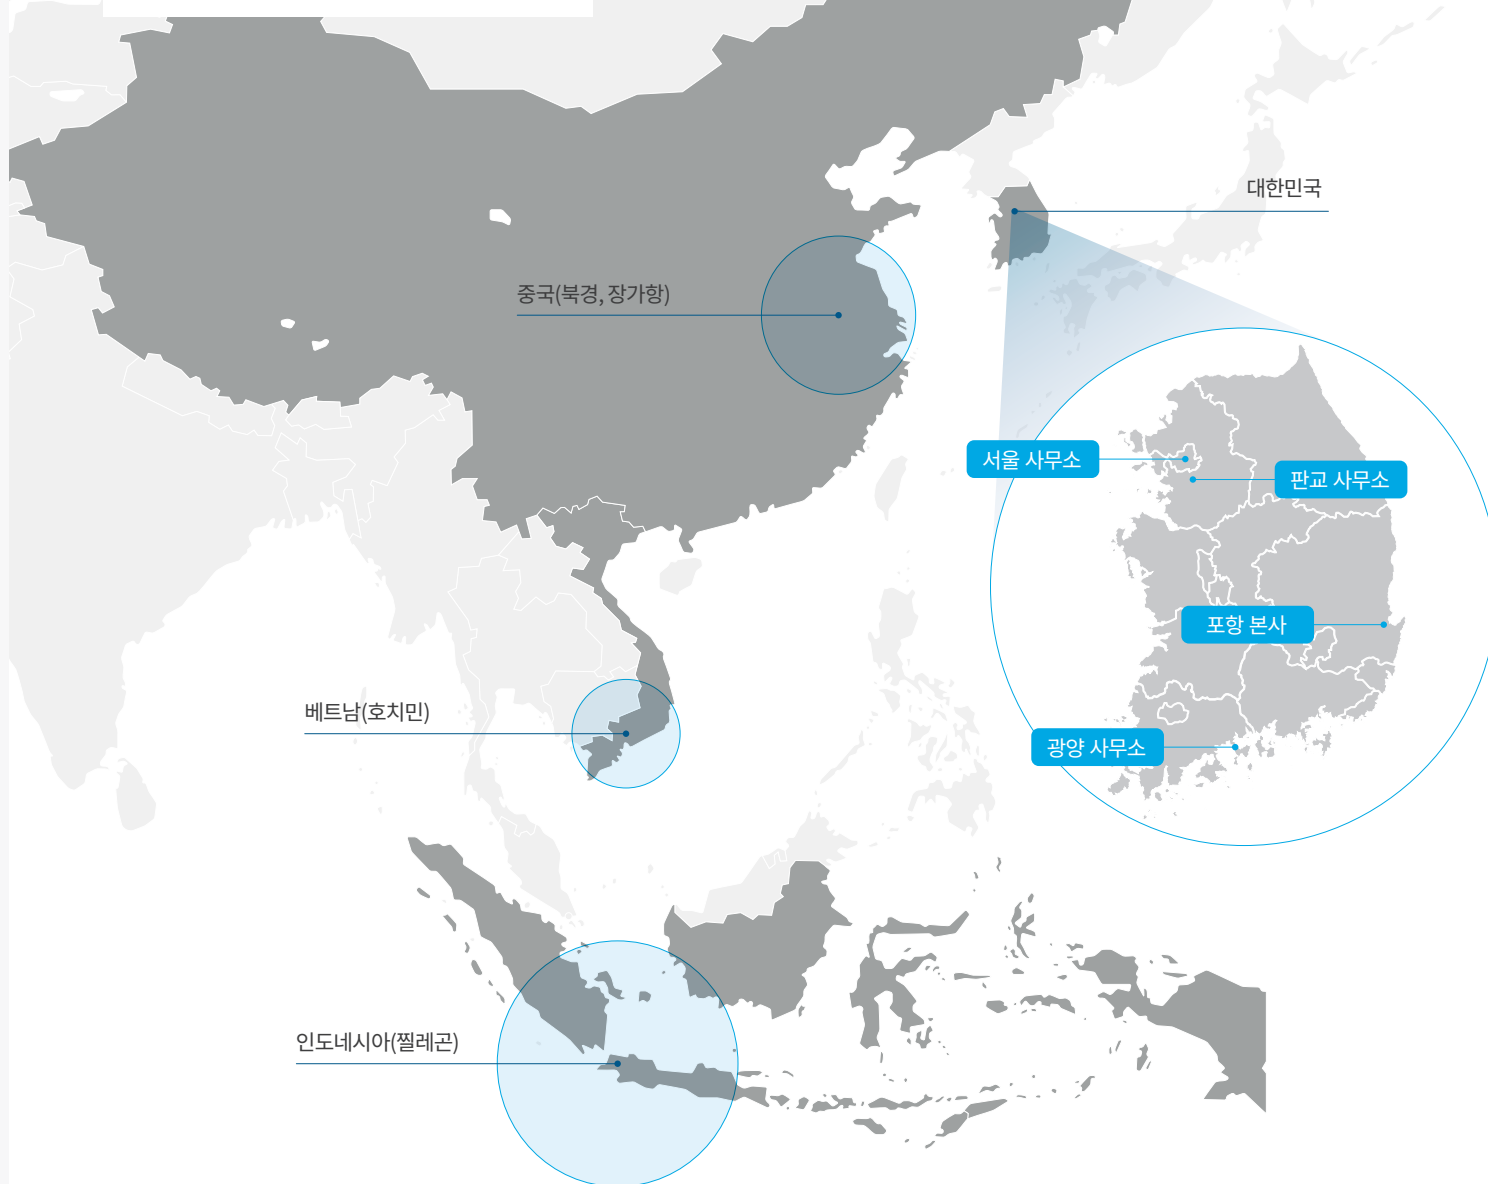 대한민국
중국(북경, 장가항)
서울 사무소
판교 사무소
포항 본사
베트남(호치민)
광양 사무소
인도네시아(찔레곤)